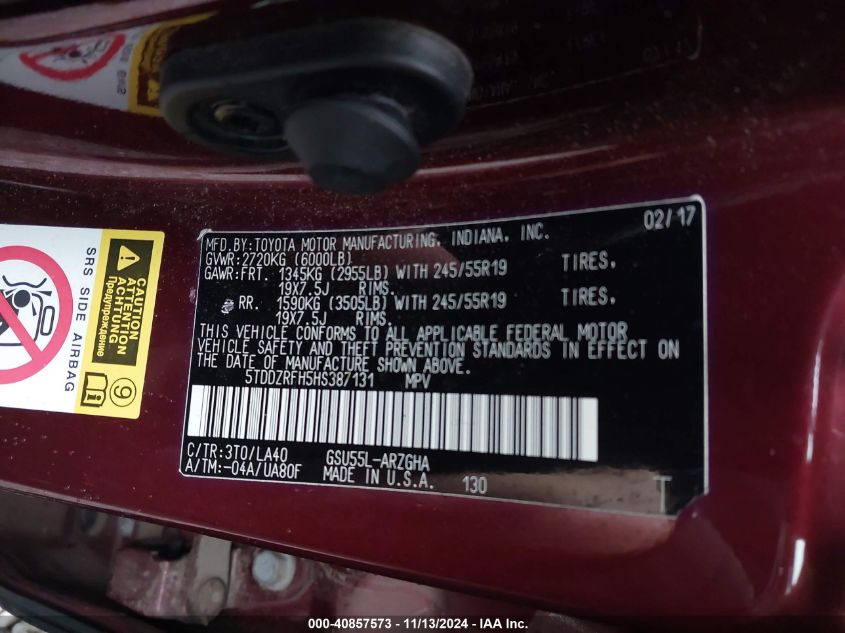 02/17
MFD.BY:TOYOTA MOTOR MANUFACTURING, INDIANA, INC.
GVWR:2720KG (6000LB)
GAWR:FRT. 1345KG (2955LB) WITH 245/55R19 TIRES,
19X7.5J RIMS.
RR. 1590KG (3505LB) WITH 245/55R19 TIRES,
19X7.5J RIMS.
THIS VEHICLE CONFORMS TO ALL APPLICABLE FEDERAL MOTOR
VEHICLE SAFETY AND THEFT PREVENTION STANDARDS IN EFFECT ON
THE DATE OF MANUFACTURE SHOWN ABOVE.
5TDDZRFH5HS387131 MPV
C/TR:3T0/LA40 GSU55L-ARZGHA
A/TM:-04A/UA80F MADE IN U.S.A. 130 T
SRS SIDE AIRBAG
CAUTION
ATTENTION
ACHTUNG
Предупреждение
9
000-40857573 - 11/13/2024 - IAA Inc.